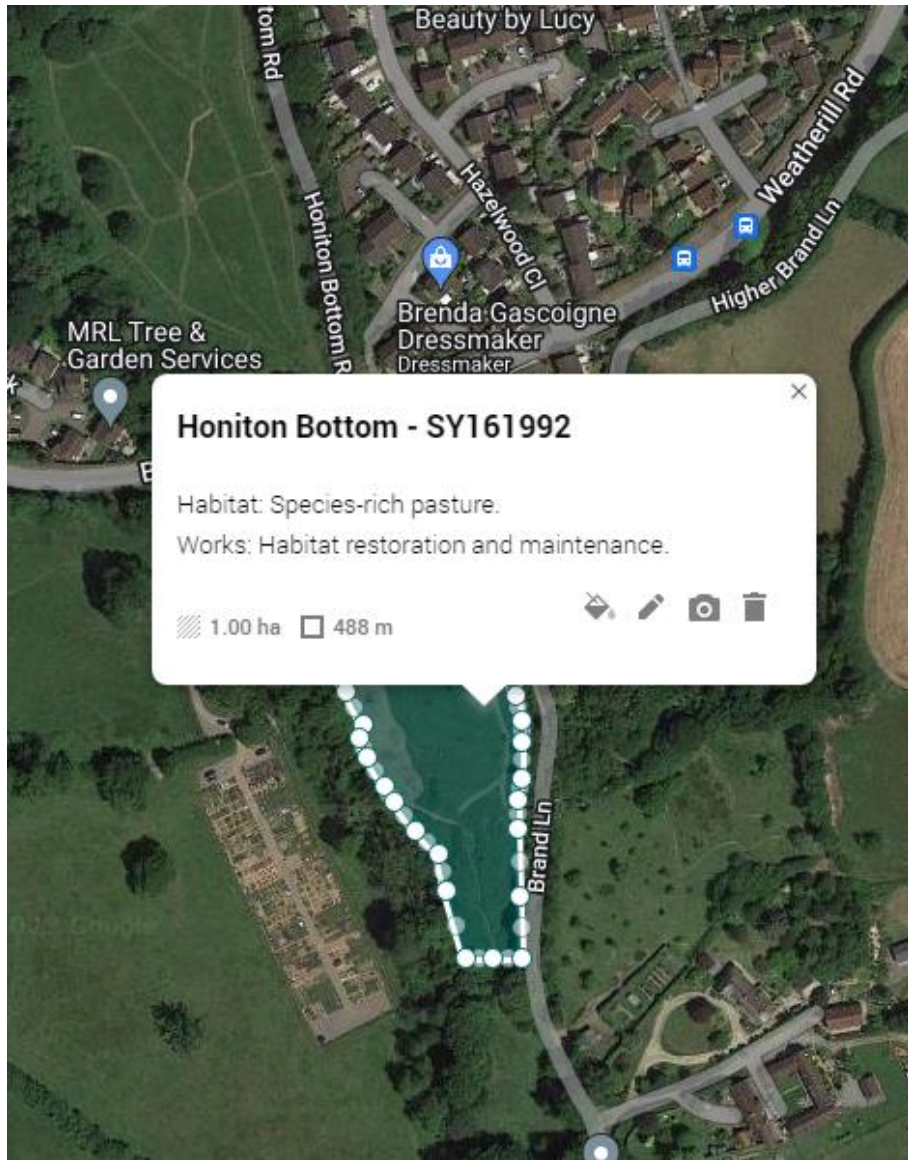 Beauty by Lucy
tom Rd
Weatherill Rd
Hazelwood Cl
Honiton Bottom R
Higher Brand Ln
Brenda Gascoigne
Dressmaker
Dressmaker
MRL Tree &
Garden Services
Honiton Bottom - SY161992
Habitat: Species-rich pasture.
Works: Habitat restoration and maintenance.
1.00 ha 488 m
Brand Ln